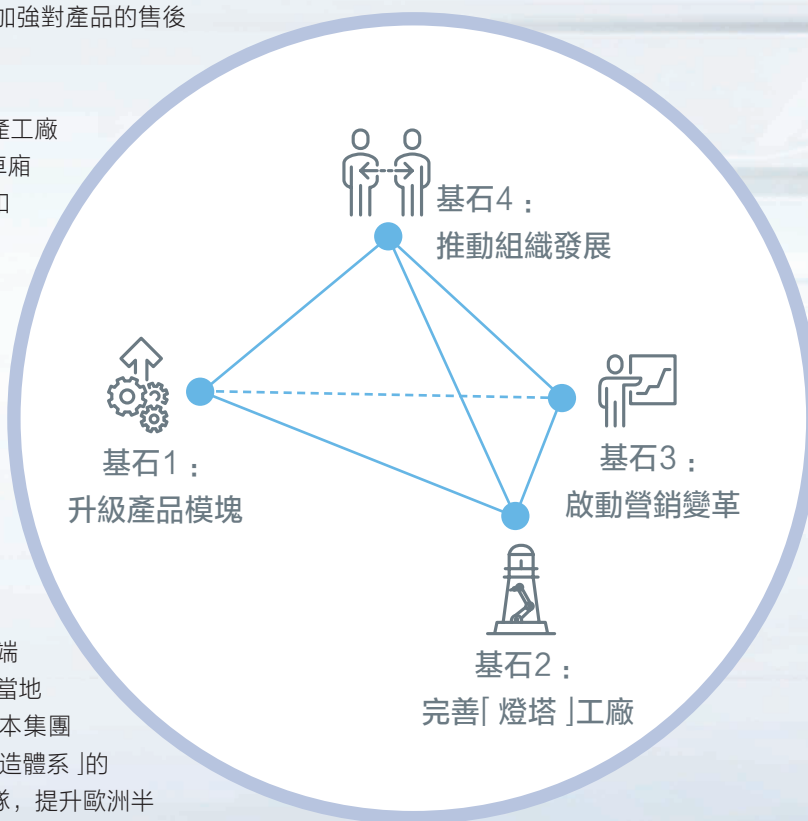 加強對產品的售後
產工廠
車廂
基石4：
推動組織發展
基石1：
升級產品模塊
基石3：
啟動營銷變革
基石2：
完善「燈塔」工廠
端
當地
本集團
造體系」的
隊，提升歐洲半